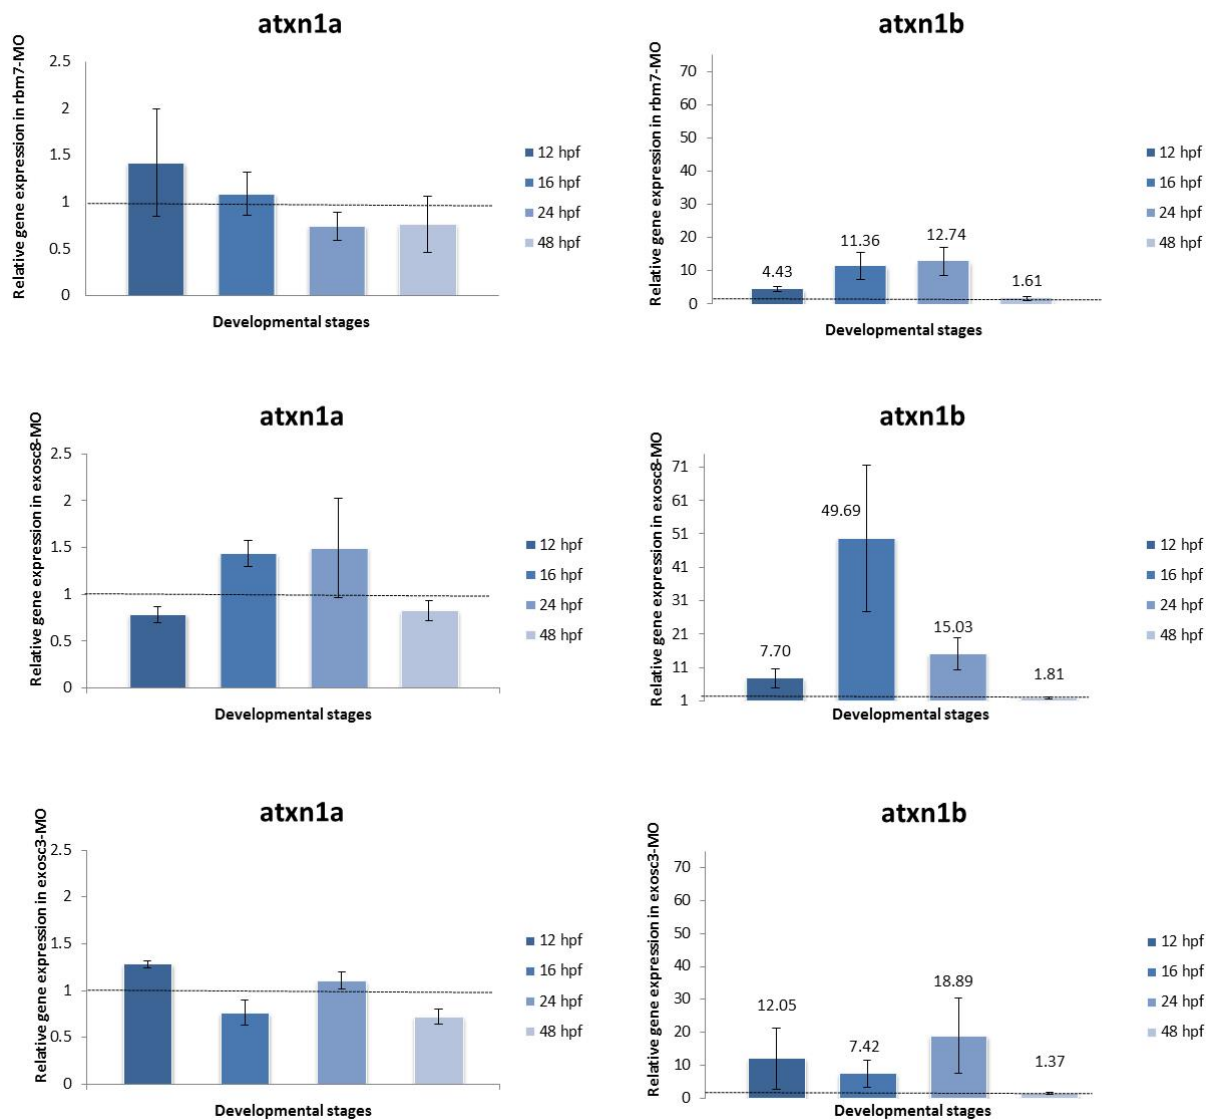 atxn1a
Relative gene expression in rbm7-MO
2.5
2
1.5
1
0.5
0
Developmental stages
12 hpf
16 hpf
24 hpf
48 hpf
atxn1b
Relative gene expression in rbm7-MO
70
60
50
40
30
20
10
0
4.43
11.36
12.74
1.61
Developmental stages
12 hpf
16 hpf
24 hpf
48 hpf
atxn1a
Relative gene expression in exosc8-MO
2.5
2
1.5
1
0.5
0
Developmental stages
12 hpf
16 hpf
24 hpf
48 hpf
atxn1b
Relative gene expression in exosc8-MO
71
61
51
41
31
21
11
1
7.70
49.69
15.03
1.81
Developmental stages
12 hpf
16 hpf
24 hpf
48 hpf
atxn1a
Relative gene expression in exosc3-MO
2.5
2
1.5
1
0.5
0
Developmental stages
12 hpf
16 hpf
24 hpf
48 hpf
atxn1b
Relative gene expression in exosc3-MO
70
60
50
40
30
20
10
0
12.05
7.42
18.89
1.37
Developmental stages
12 hpf
16 hpf
24 hpf
48 hpf